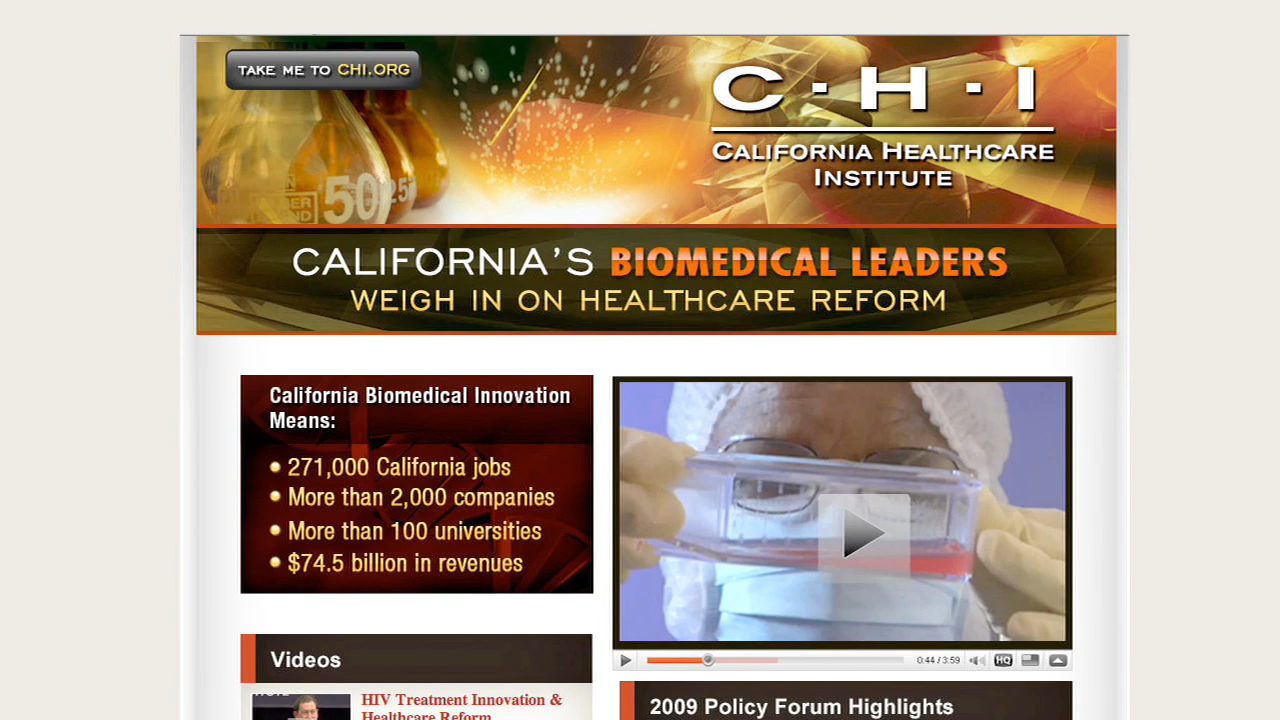 TAKE ME TO CHI.ORG
C·H·I
CALIFORNIA HEALTHCARE
INSTITUTE
50
25
CALIFORNIA'S BIOMEDICAL LEADERS
WEIGH IN ON HEALTHCARE REFORM
California Biomedical Innovation
Means:
• 271,000 California jobs
• More than 2,000 companies
• More than 100 universities
• $74.5 billion in revenues
0:44 / 3:59
HQ
Videos
HIV Treatment Innovation &
Healthcare Reform
2009 Policy Forum Highlights